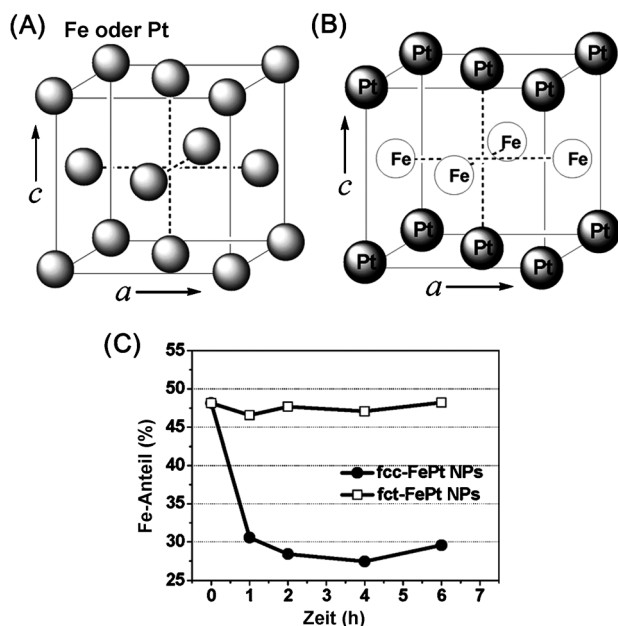 (A) Fe oder Pt
c
a
(B)
Pt Pt Pt
Pt Pt
Fe Fe
Fe Fe
Pt Pt Pt
Pt Pt
c
a
(C)
Fe-Anteil (%)
55
50
45
40
35
30
25
fcc-FePt NPs
fct-FePt NPs
0 1 2 3 4 5 6 7
Zeit (h)